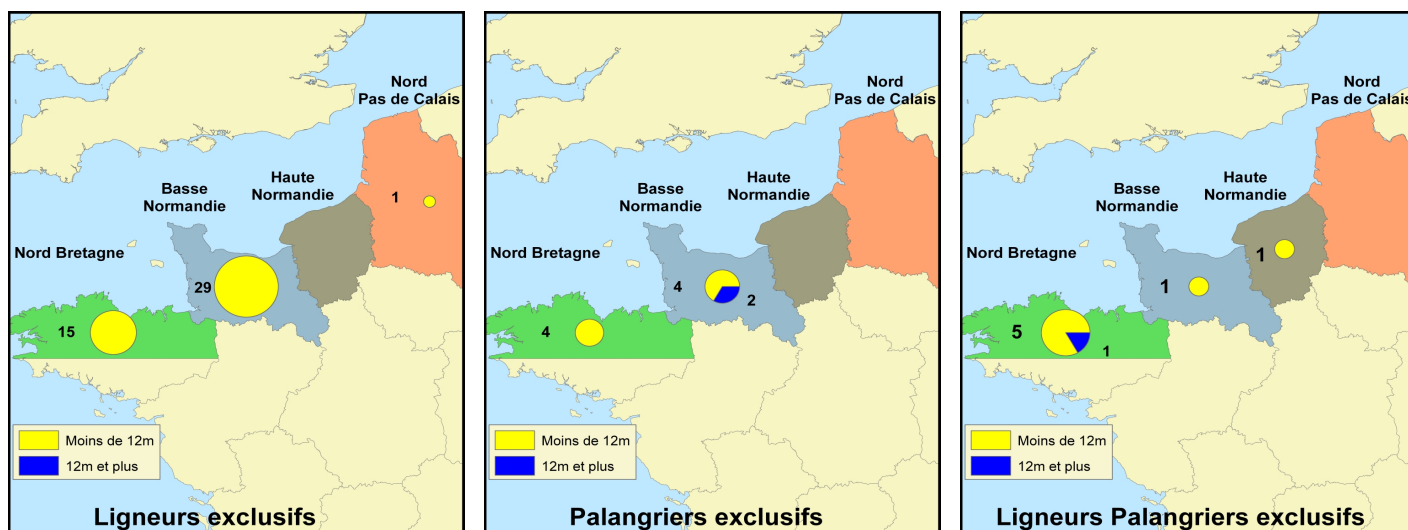 Nord
Pas de Calais
1
Haute
Normandie
Basse
Normandie
Nord Bretagne
29
15
Moins de 12m
12m et plus
Ligneurs exclusifs
Nord
Pas de Calais
Haute
Normandie
Basse
Normandie
Nord Bretagne
4
2
4
Moins de 12m
12m et plus
Palangriers exclusifs
Nord
Pas de Calais
Haute
Normandie
Basse
Normandie
Nord Bretagne
1
1
5
1
Moins de 12m
12m et plus
Ligneurs Palangriers exclusifs